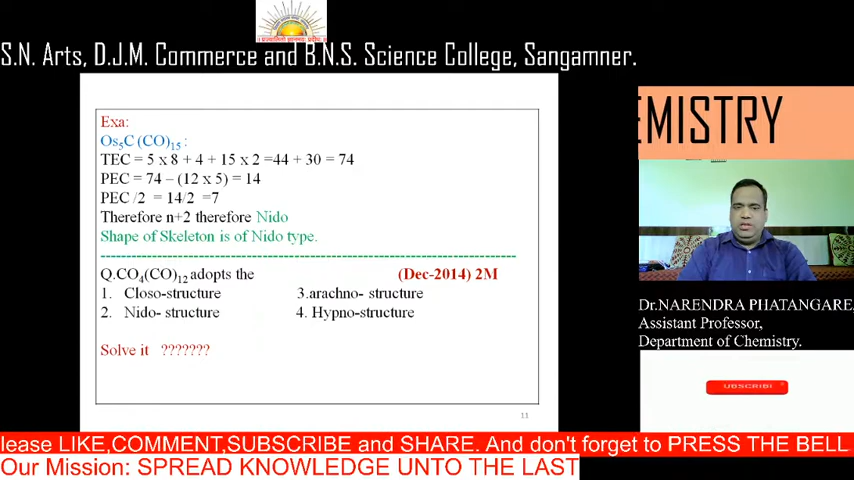 S.N. Arts, D.J.M. Commerce and B.N.S. Science College, Sangamner.
EMISTRY
Exa:
Os5C (CO)15 :
TEC = 5 x 8 + 4 + 15 x 2 =44 + 30 = 74
PEC = 74 – (12 x 5) = 14
PEC /2 = 14/2 =7
Therefore n+2 therefore Nido
Shape of Skeleton is of Nido type.
Q.CO4(CO)12 adopts the (Dec-2014) 2M
1. Closo-structure 3.arachno- structure
2. Nido- structure 4. Hypno-structure
Solve it ???????
11
Dr.NARENDRA PHATANGARE,
Assistant Professor,
Department of Chemistry.
UBSCRIBE
lease LIKE,COMMENT,SUBSCRIBE and SHARE. And don't forget to PRESS THE BELL
Our Mission: SPREAD KNOWLEDGE UNTO THE LAST